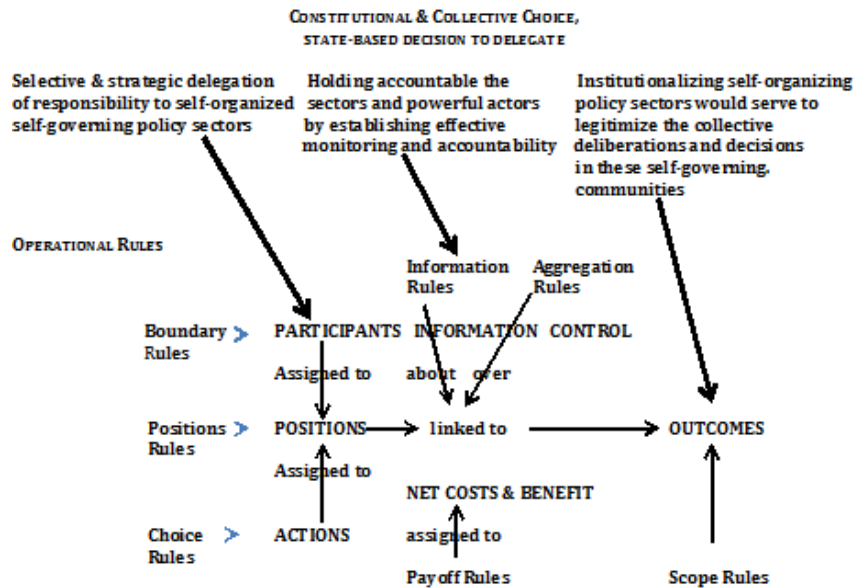 CONSTITUTIONAL & COLLECTIVE CHOICE,
STATE-BASED DECISION TO DELEGATE
Selective & strategic delegation
of responsibility to self-organized
self-governing policy sectors
Holding accountable the
sectors and powerful actors
by establishing effective
monitoring and accountability
Institutionalizing self-organizing
policy sectors would serve to
legitimize the collective
deliberations and decisions
in these self-governing.
communities
OPERATIONAL RULES
Information
Rules
Aggregation
Rules
Boundary
Rules
PARTICIPANTS INFORMATION CONTROL
Assigned to about over
Positions
Rules
POSITIONS linked to OUTCOMES
Assigned to
NET COSTS & BENEFIT
Choice
Rules
ACTIONS assigned to
Payoff Rules Scope Rules